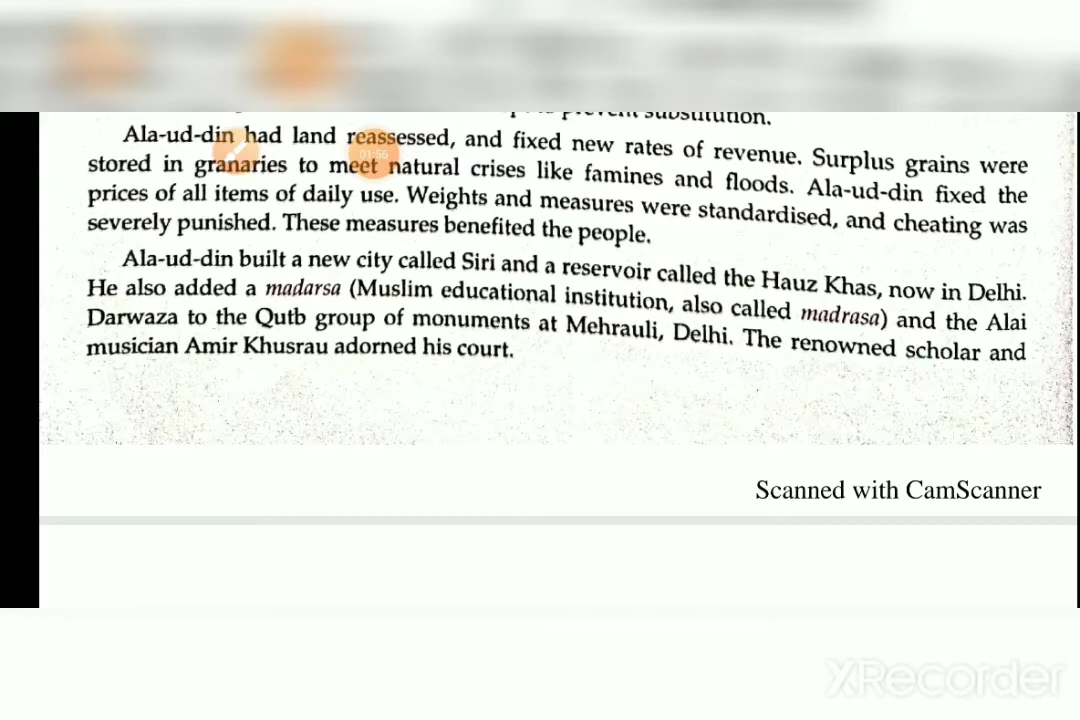 substitution.
Ala-ud-din had land reassessed, and fixed new rates of revenue. Surplus grains were
stored in granaries to meet natural crises like famines and floods. Ala-ud-din fixed the
prices of all items of daily use. Weights and measures were standardised, and cheating was
severely punished. These measures benefited the people.
Ala-ud-din built a new city called Siri and a reservoir called the Hauz Khas, now in Delhi.
He also added a madarsa (Muslim educational institution, also called madrasa) and the Alai
Darwaza to the Qutb group of monuments at Mehrauli, Delhi. The renowned scholar and
musician Amir Khusrau adorned his court.
01:56
Scanned with CamScanner
XRecorder